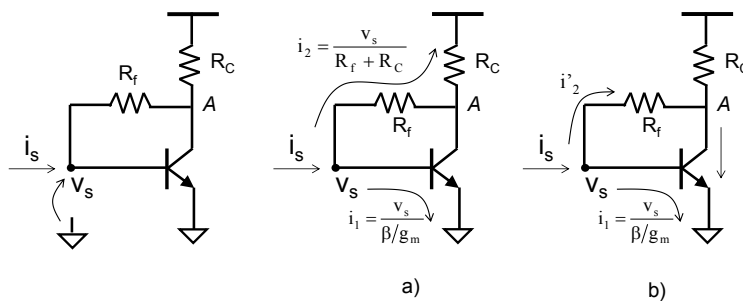 R_f
R_C
A
i_s
v_s
i_2 = v_s / (R_f + R_C)
R_C
R_f
A
i_s
v_s
i_1 = v_s / (β/g_m)
a)
i'_2
R_C
R_f
A
i_s
v_s
i_1 = v_s / (β/g_m)
b)